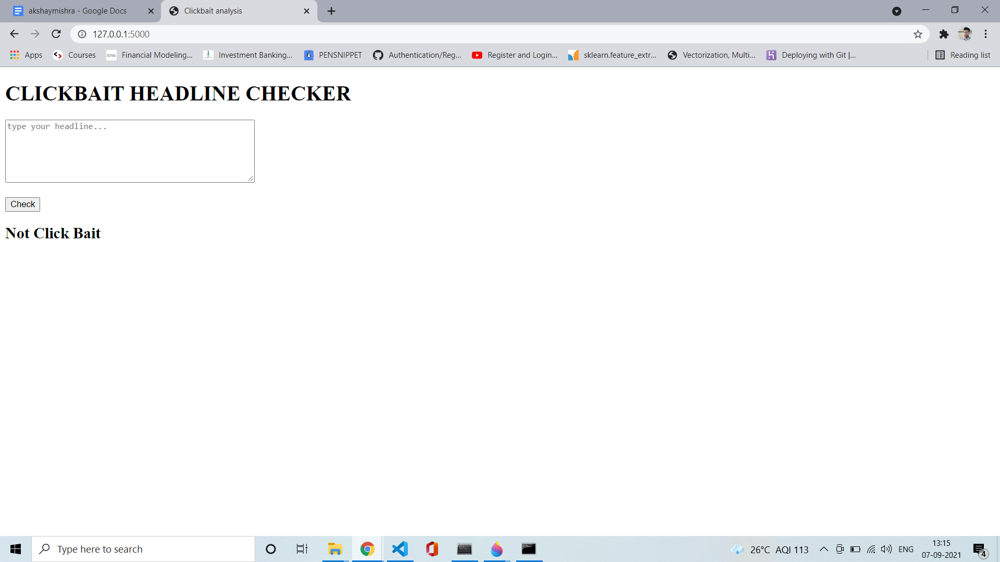 akshaymishra - Google Docs
Clickbait analysis
127.0.0.1:5000
Apps
Courses
Financial Modeling...
Investment Banking...
PENSNIPPET
Authentication/Reg...
Register and Login...
sklearn.feature_extr...
Vectorization, Multi...
Deploying with Git |...
Reading list
CLICKBAIT HEADLINE CHECKER
type your headline...
Check
Not Click Bait
Type here to search
26°C AQI 113
ENG
13:15
07-09-2021
4